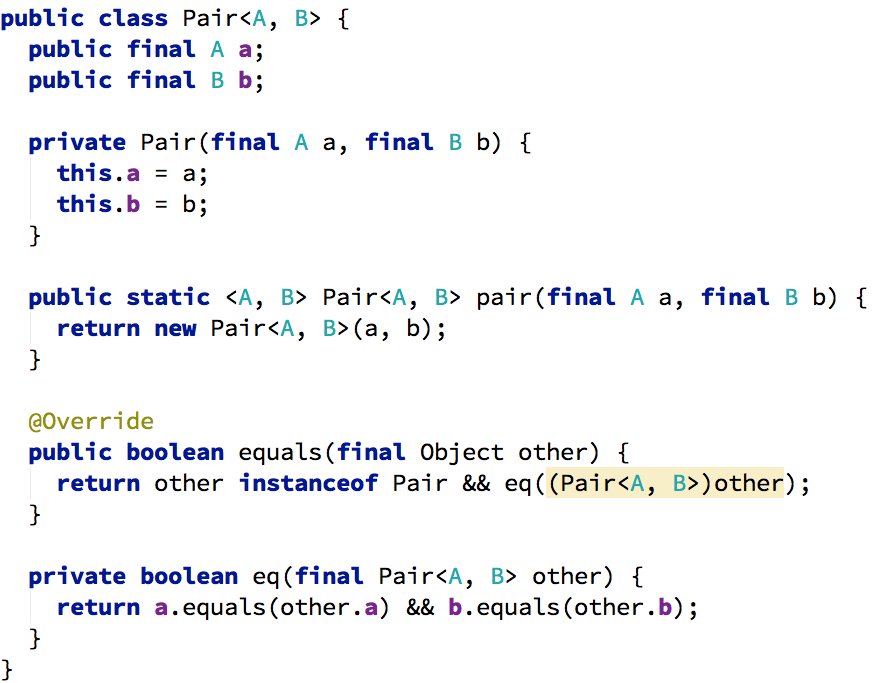 public class Pair<A, B> {
  public final A a;
  public final B b;

  private Pair(final A a, final B b) {
    this.a = a;
    this.b = b;
  }

  public static <A, B> Pair<A, B> pair(final A a, final B b) {
    return new Pair<A, B>(a, b);
  }

  @Override
  public boolean equals(final Object other) {
    return other instanceof Pair && eq((Pair<A, B>)other);
  }

  private boolean eq(final Pair<A, B> other) {
    return a.equals(other.a) && b.equals(other.b);
  }
}